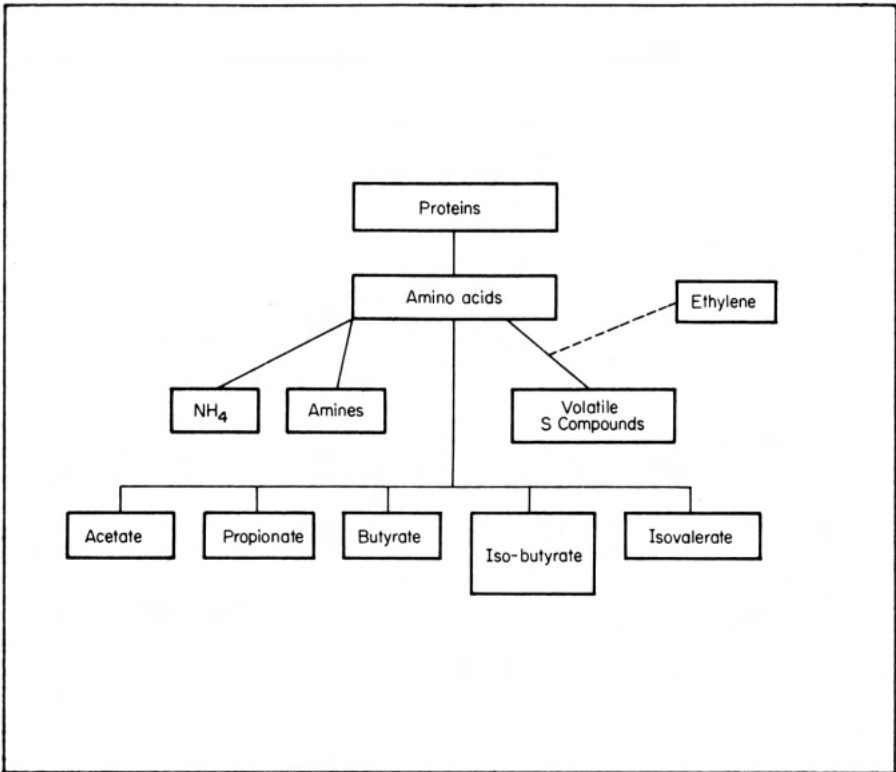 Proteins
Amino acids
Ethylene
NH₄
Amines
Volatile
S Compounds
Acetate
Propionate
Butyrate
Iso-butyrate
Isovalerate